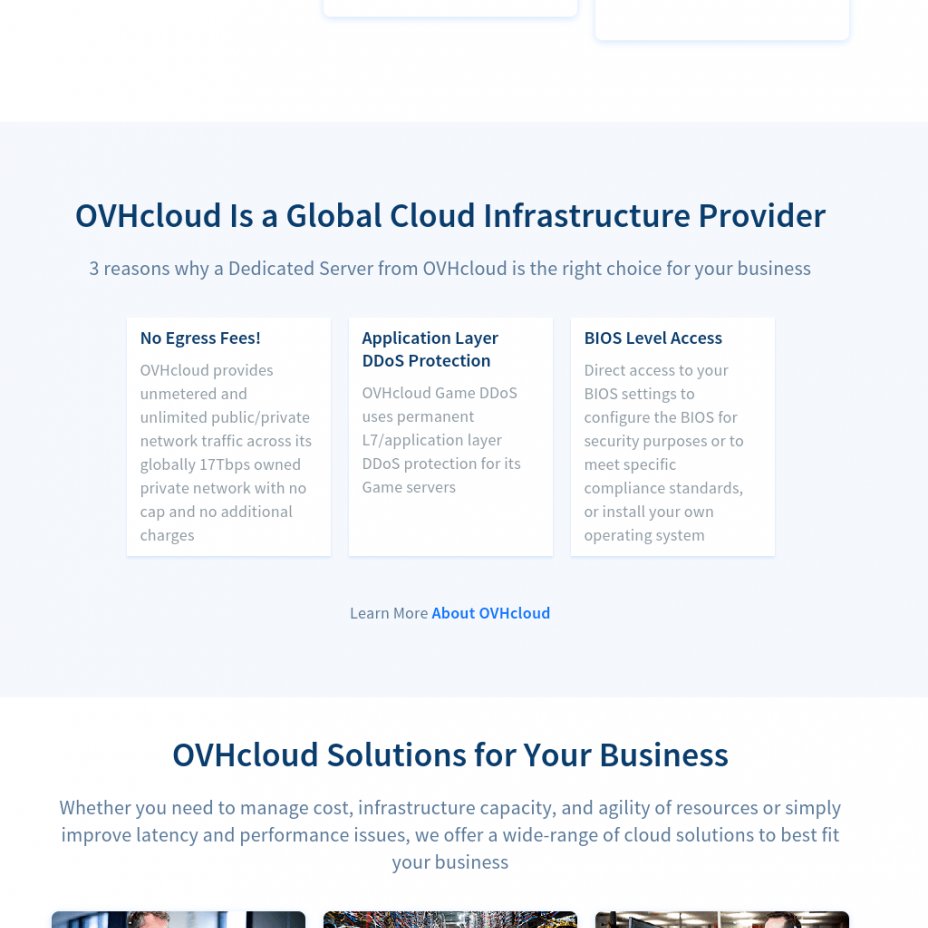 OVHcloud Is a Global Cloud Infrastructure Provider
3 reasons why a Dedicated Server from OVHcloud is the right choice for your business
No Egress Fees!
OVHcloud provides
unmetered and
unlimited public/private
network traffic across its
globally 17Tbps owned
private network with no
cap and no additional
charges
Application Layer
DDoS Protection
OVHcloud Game DDoS
uses permanent
L7/application layer
DDoS protection for its
Game servers
BIOS Level Access
Direct access to your
BIOS settings to
configure the BIOS for
security purposes or to
meet specific
compliance standards,
or install your own
operating system
Learn More About OVHcloud
OVHcloud Solutions for Your Business
Whether you need to manage cost, infrastructure capacity, and agility of resources or simply
improve latency and performance issues, we offer a wide-range of cloud solutions to best fit
your business